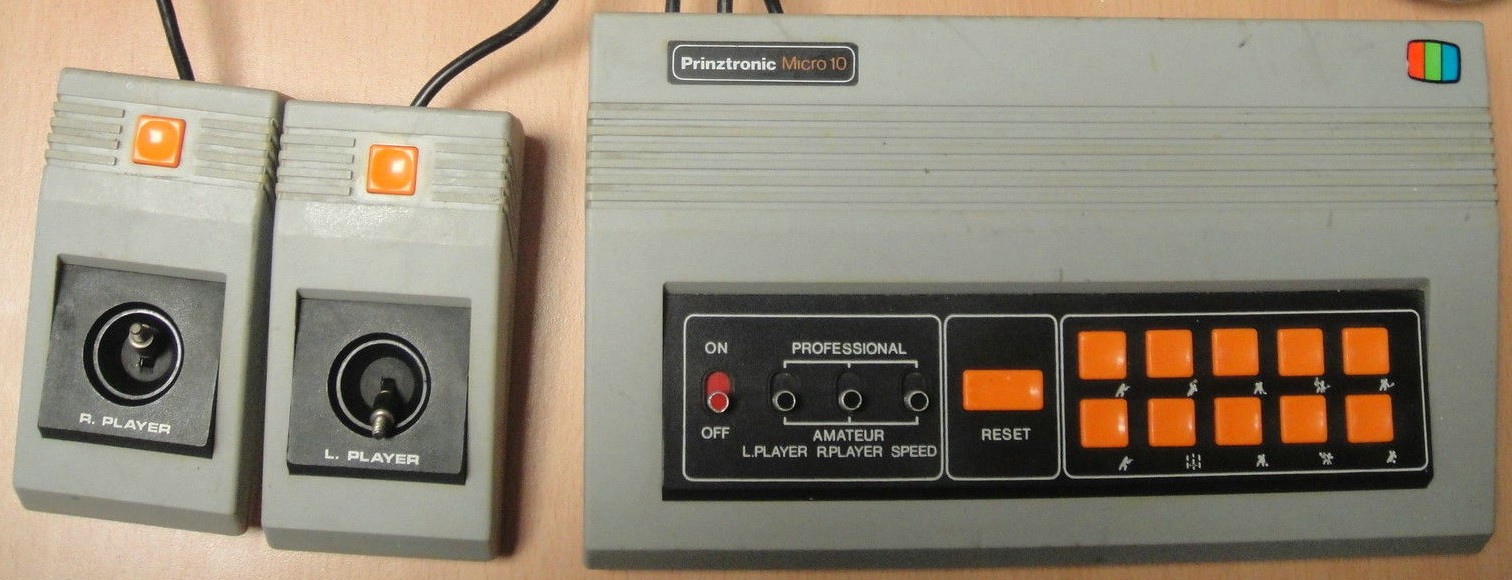 Prinztronic Micro 10
R. PLAYER
L. PLAYER
ON
OFF
PROFESSIONAL
AMATEUR
L.PLAYER R.PLAYER SPEED
RESET